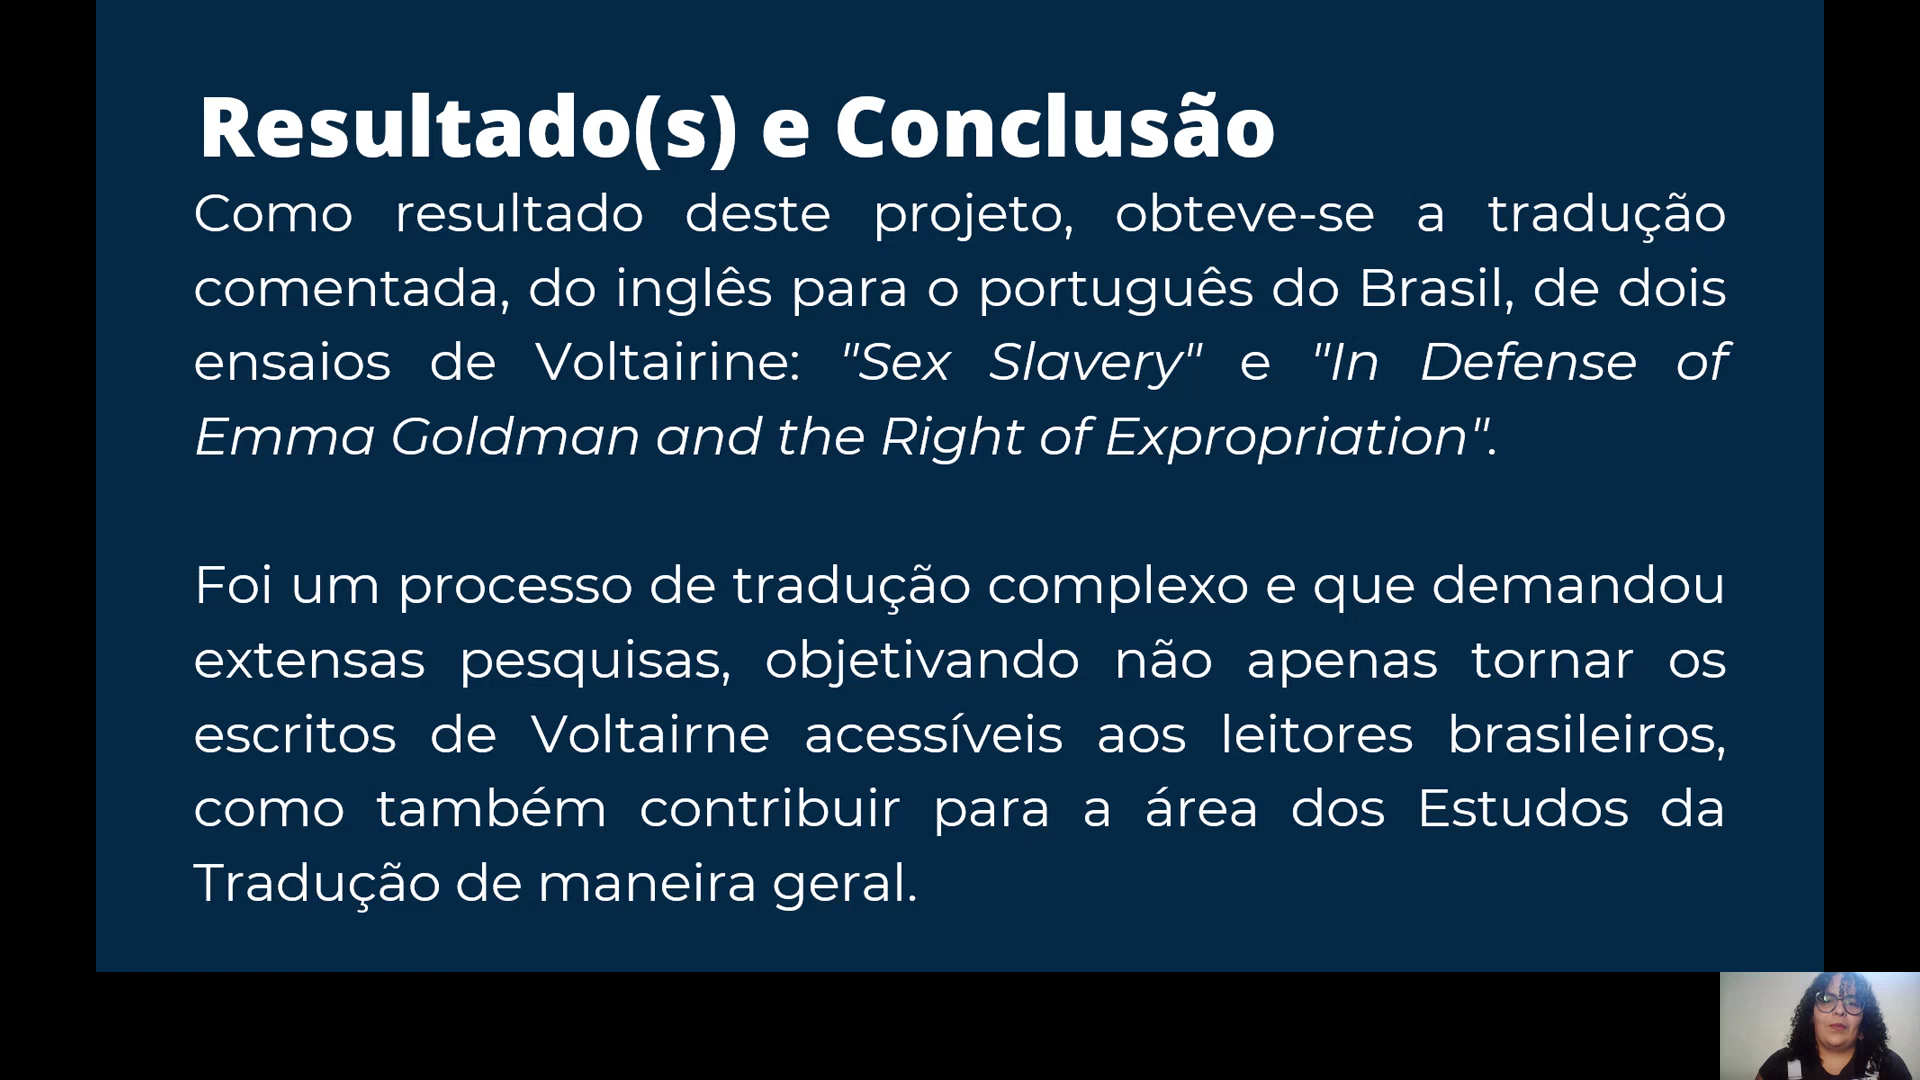 Resultado(s) e Conclusão
Como resultado deste projeto, obteve-se a tradução
comentada, do inglês para o português do Brasil, de dois
ensaios de Voltairine: "Sex Slavery" e "In Defense of
Emma Goldman and the Right of Expropriation".
Foi um processo de tradução complexo e que demandou
extensas pesquisas, objetivando não apenas tornar os
escritos de Voltairne acessíveis aos leitores brasileiros,
como também contribuir para a área dos Estudos da
Tradução de maneira geral.